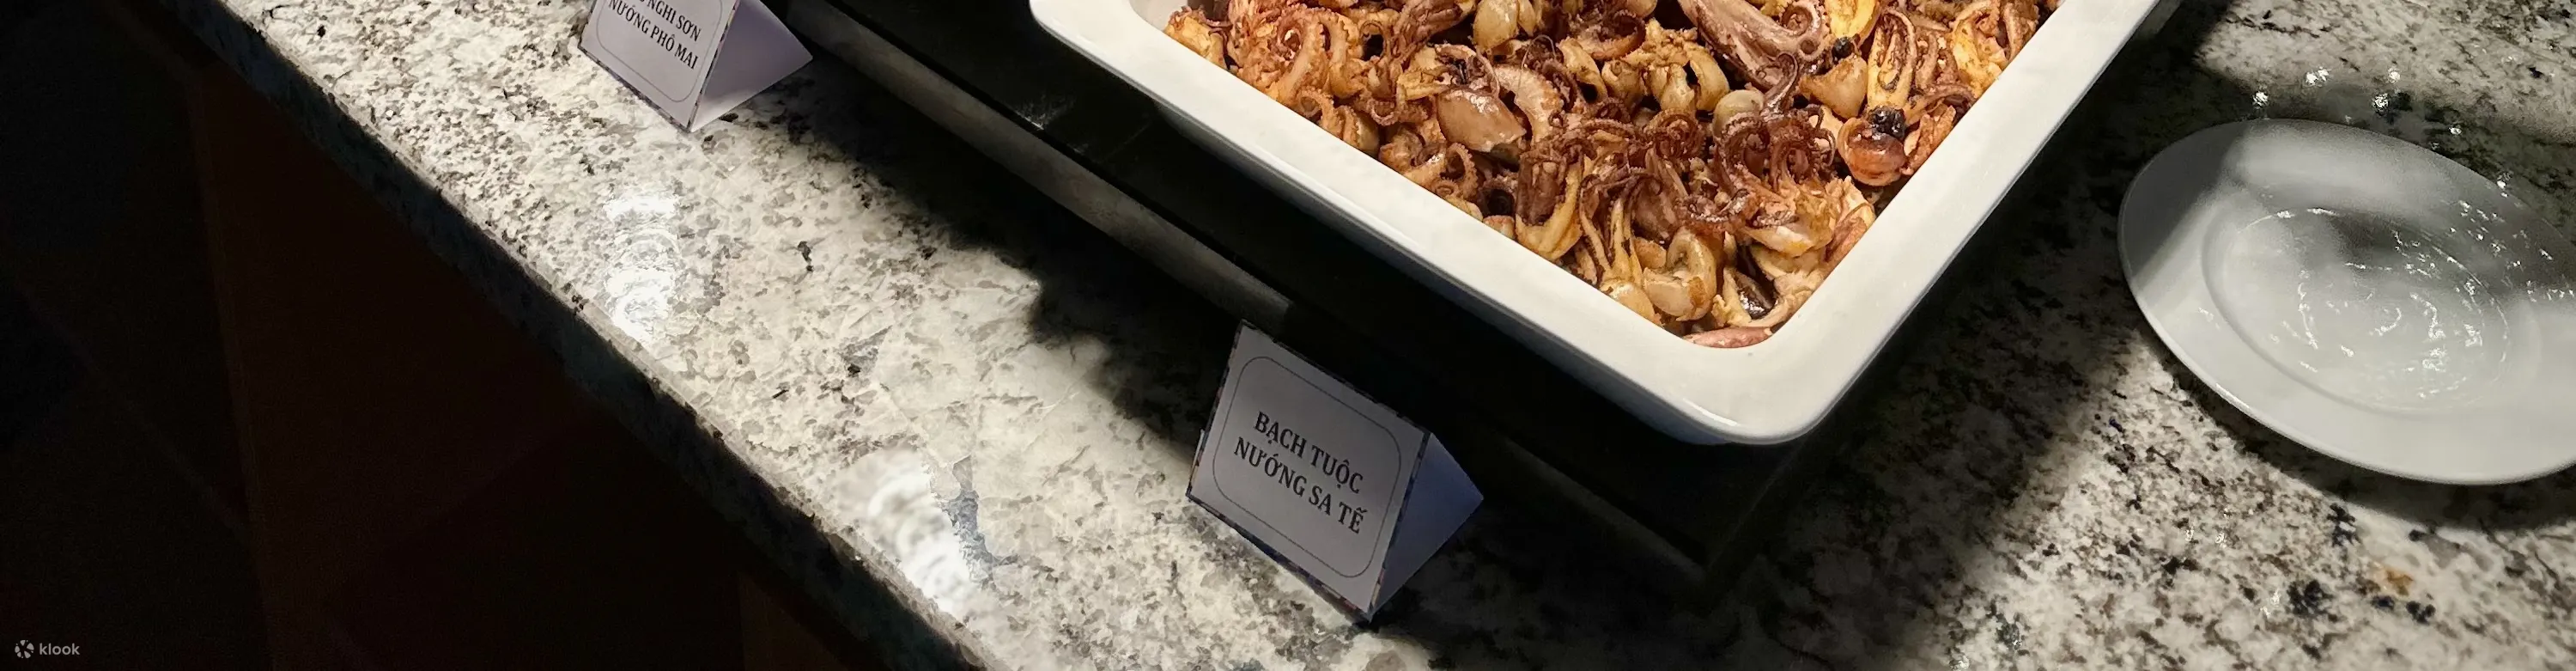 NGHI SƠN
NƯỚNG PHÔ MAI
BẠCH TUỘC
NƯỚNG SA TẾ
klook